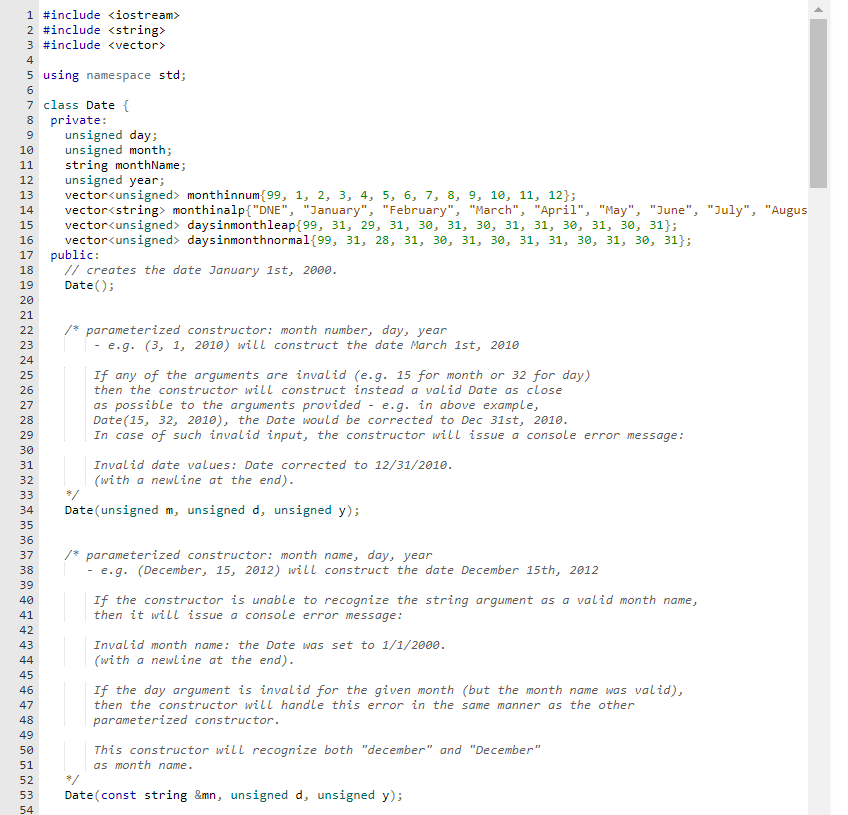 1 #include <iostream>
2 #include <string>
3 #include <vector>
4
5 using namespace std;
6
7 class Date {
8 private:
9 unsigned day;
10 unsigned month;
11 string monthName;
12 unsigned year;
13 vector<unsigned> monthinnum{99, 1, 2, 3, 4, 5, 6, 7, 8, 9, 10, 11, 12};
14 vector<string> monthinalp{"DNE", "January", "February", "March", "April", "May", "June", "July", "Augus
15 vector<unsigned> daysinmonthleap{99, 31, 29, 31, 30, 31, 30, 31, 31, 30, 31, 30, 31};
16 vector<unsigned> daysinmonthnormal{99, 31, 28, 31, 30, 31, 30, 31, 31, 30, 31, 30, 31};
17 public:
18 // creates the date January 1st, 2000.
19 Date();
20
21
22 /* parameterized constructor: month number, day, year
23 - e.g. (3, 1, 2010) will construct the date March 1st, 2010
24
25 If any of the arguments are invalid (e.g. 15 for month or 32 for day)
26 then the constructor will construct instead a valid Date as close
27 as possible to the arguments provided - e.g. in above example,
28 Date(15, 32, 2010), the Date would be corrected to Dec 31st, 2010.
29 In case of such invalid input, the constructor will issue a console error message:
30
31 Invalid date values: Date corrected to 12/31/2010.
32 (with a newline at the end).
33 */
34 Date(unsigned m, unsigned d, unsigned y);
35
36
37 /* parameterized constructor: month name, day, year
38 - e.g. (December, 15, 2012) will construct the date December 15th, 2012
39
40 If the constructor is unable to recognize the string argument as a valid month name,
41 then it will issue a console error message:
42
43 Invalid month name: the Date was set to 1/1/2000.
44 (with a newline at the end).
45
46 If the day argument is invalid for the given month (but the month name was valid),
47 then the constructor will handle this error in the same manner as the other
48 parameterized constructor.
49
50 This constructor will recognize both "december" and "December"
51 as month name.
52 */
53 Date(const string &mn, unsigned d, unsigned y);
54